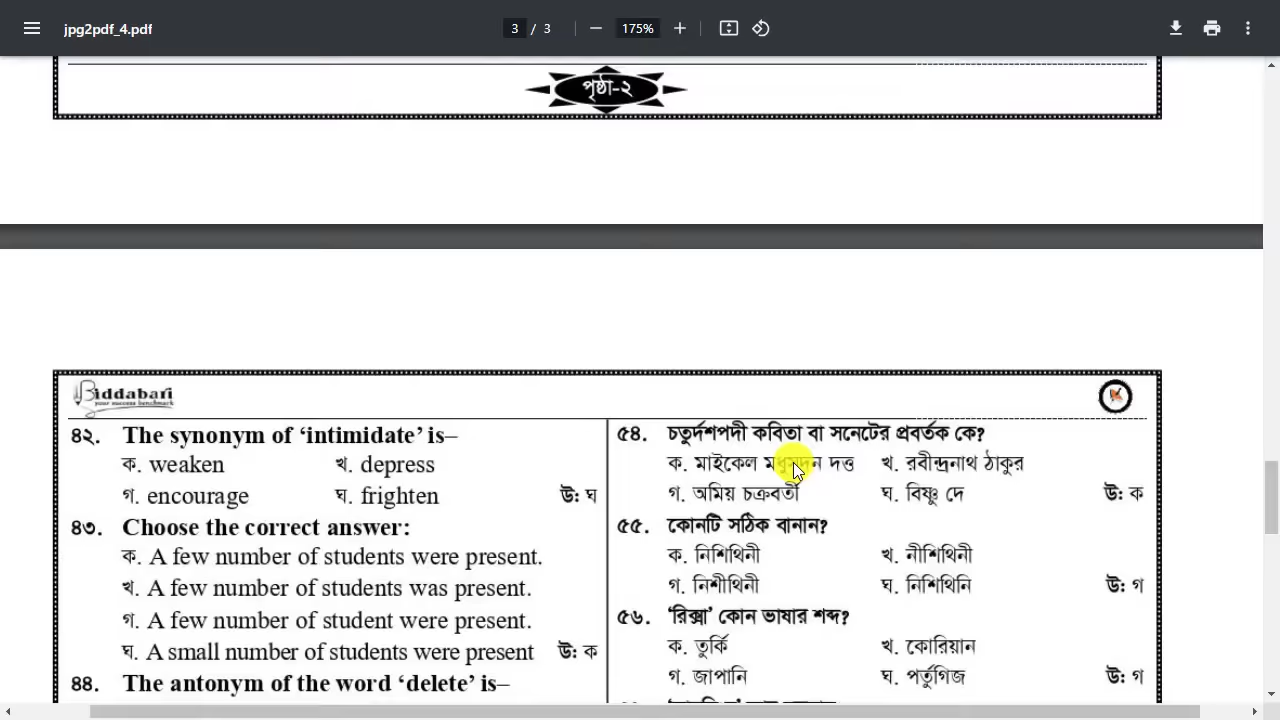 jpg2pdf_4.pdf
3 / 3
175%
পৃষ্ঠা-২
Biddabari
your success benchmark
৪২. The synonym of ‘intimidate’ is–
ক. weaken খ. depress
গ. encourage ঘ. frighten উ: ঘ
৪৩. Choose the correct answer:
ক. A few number of students were present.
খ. A few number of students was present.
গ. A few number of student were present.
ঘ. A small number of students were present উ: ক
৪৪. The antonym of the word ‘delete’ is–
৫৪. চতুর্দশপদী কবিতা বা সনেটের প্রবর্তক কে?
ক. মাইকেল মধুসূদন দত্ত খ. রবীন্দ্রনাথ ঠাকুর
গ. অমিয় চক্রবর্তী ঘ. বিষ্ণু দে উ: ক
৫৫. কোনটি সঠিক বানান?
ক. নিশিথিনী খ. নীশিথিনী
গ. নিশীথিনী ঘ. নিশিথিনি উ: গ
৫৬. ‘রিক্সা’ কোন ভাষার শব্দ?
ক. তুর্কি খ. কোরিয়ান
গ. জাপানি ঘ. পর্তুগিজ উ: গ